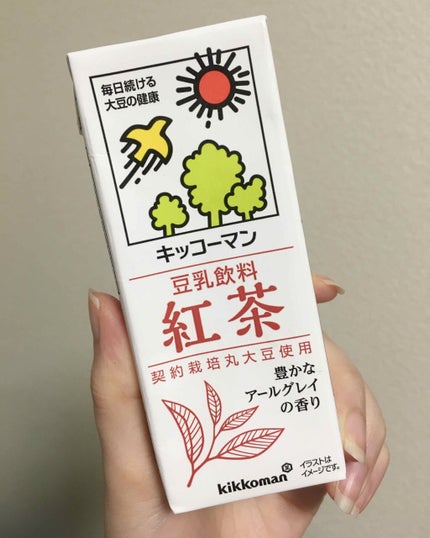 毎日続ける
大豆の健康
キッコーマン
豆乳飲料
紅茶
契約栽培丸大豆使用
豊かな
アールグレイ
の香り
kikkoman
イラストは
イメージです。